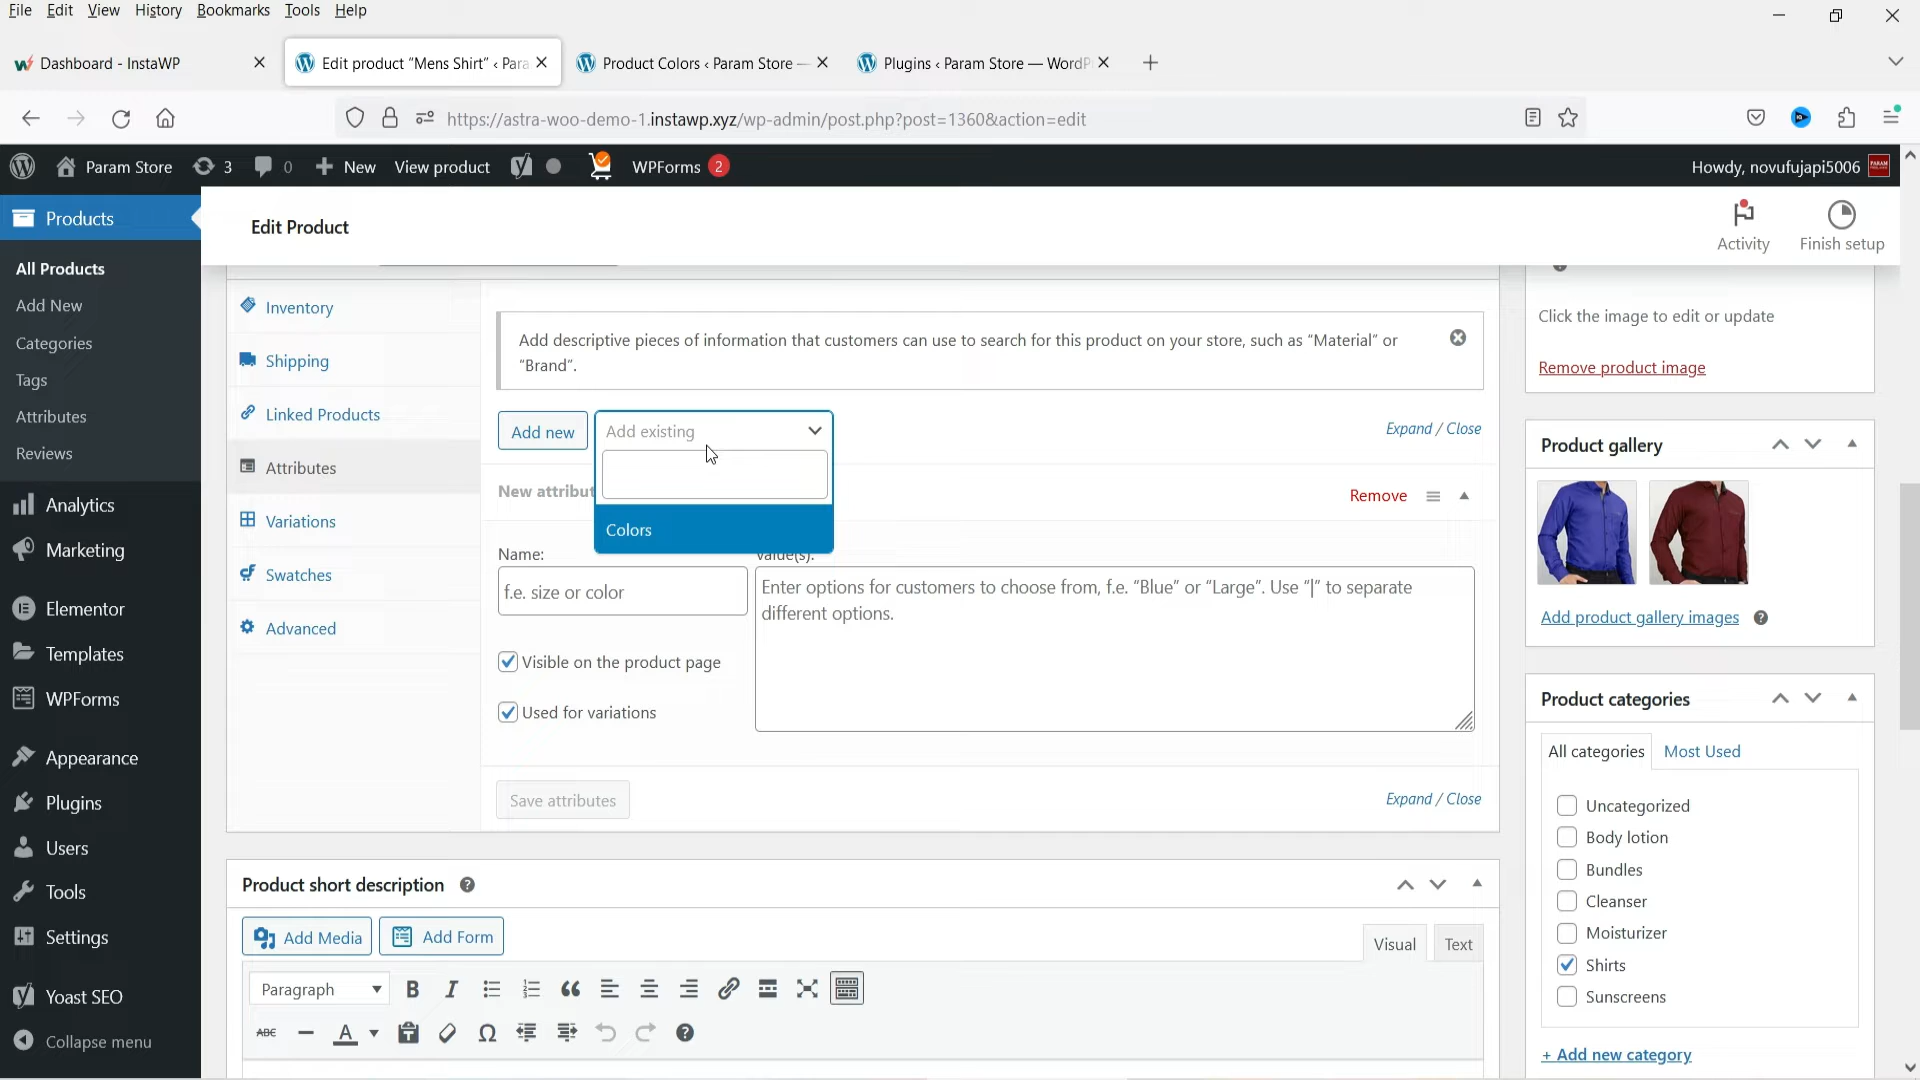 File Edit View History Bookmarks Tools Help
Dashboard - InstaWP
Edit product “Mens Shirt” ‹ Para
Product Colors ‹ Param Store —
Plugins ‹ Param Store — WordP
https://astra-woo-demo-1.instawp.xyz/wp-admin/post.php?post=1360&action=edit
Param Store 3 0 New View product WPForms 2
Howdy, novufujapi5006
Products
All Products
Add New
Categories
Tags
Attributes
Reviews
Analytics
Marketing
Elementor
Templates
WPForms
Appearance
Plugins
Users
Tools
Settings
Yoast SEO
Collapse menu
Edit Product
Activity
Finish setup
Inventory
Shipping
Linked Products
Attributes
Variations
Swatches
Advanced
Add descriptive pieces of information that customers can use to search for this product on your store, such as “Material” or
“Brand”.
Add new
Add existing
Expand / Close
Colors
New attribut
Remove
Name:
Value(s):
f.e. size or color
Enter options for customers to choose from, f.e. “Blue” or “Large”. Use “|” to separate
different options.
Visible on the product page
Used for variations
Save attributes
Expand / Close
Product short description
Add Media
Add Form
Visual
Text
Paragraph
B I
ABC
A
Click the image to edit or update
Remove product image
Product gallery
Add product gallery images
Product categories
All categories
Most Used
Uncategorized
Body lotion
Bundles
Cleanser
Moisturizer
Shirts
Sunscreens
+ Add new category